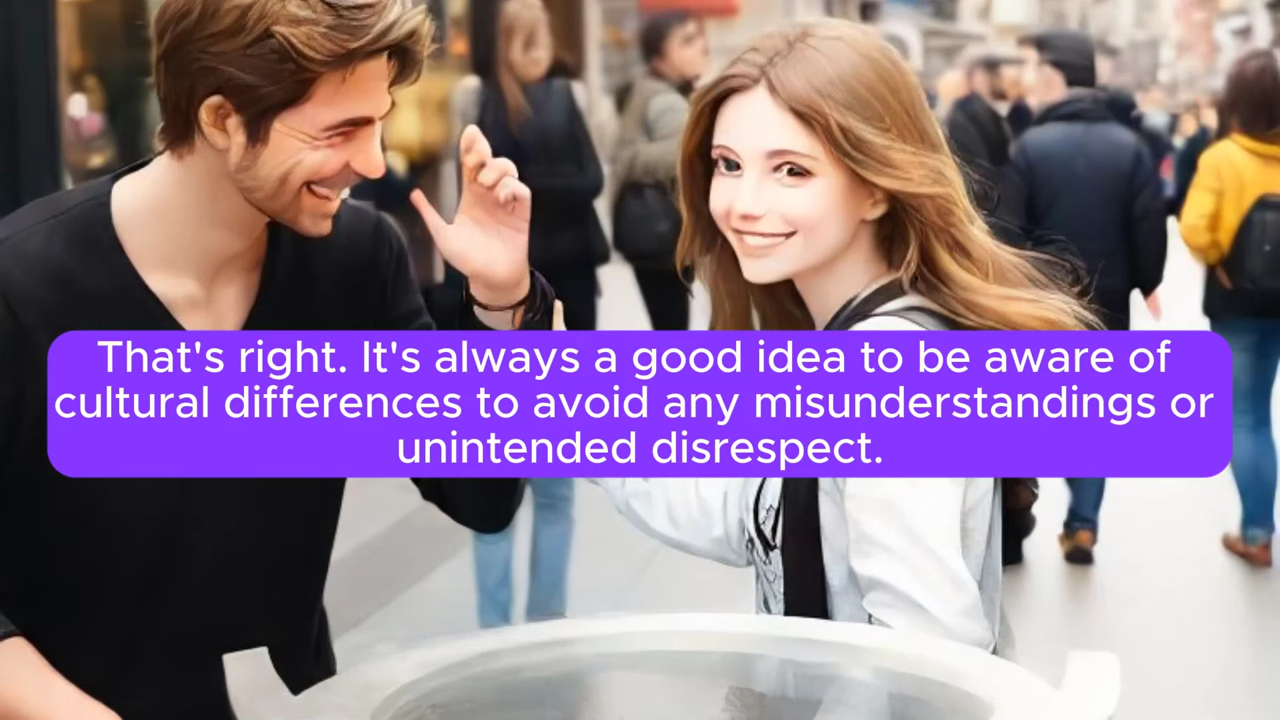 That's right. It's always a good idea to be aware of
cultural differences to avoid any misunderstandings or
unintended disrespect.